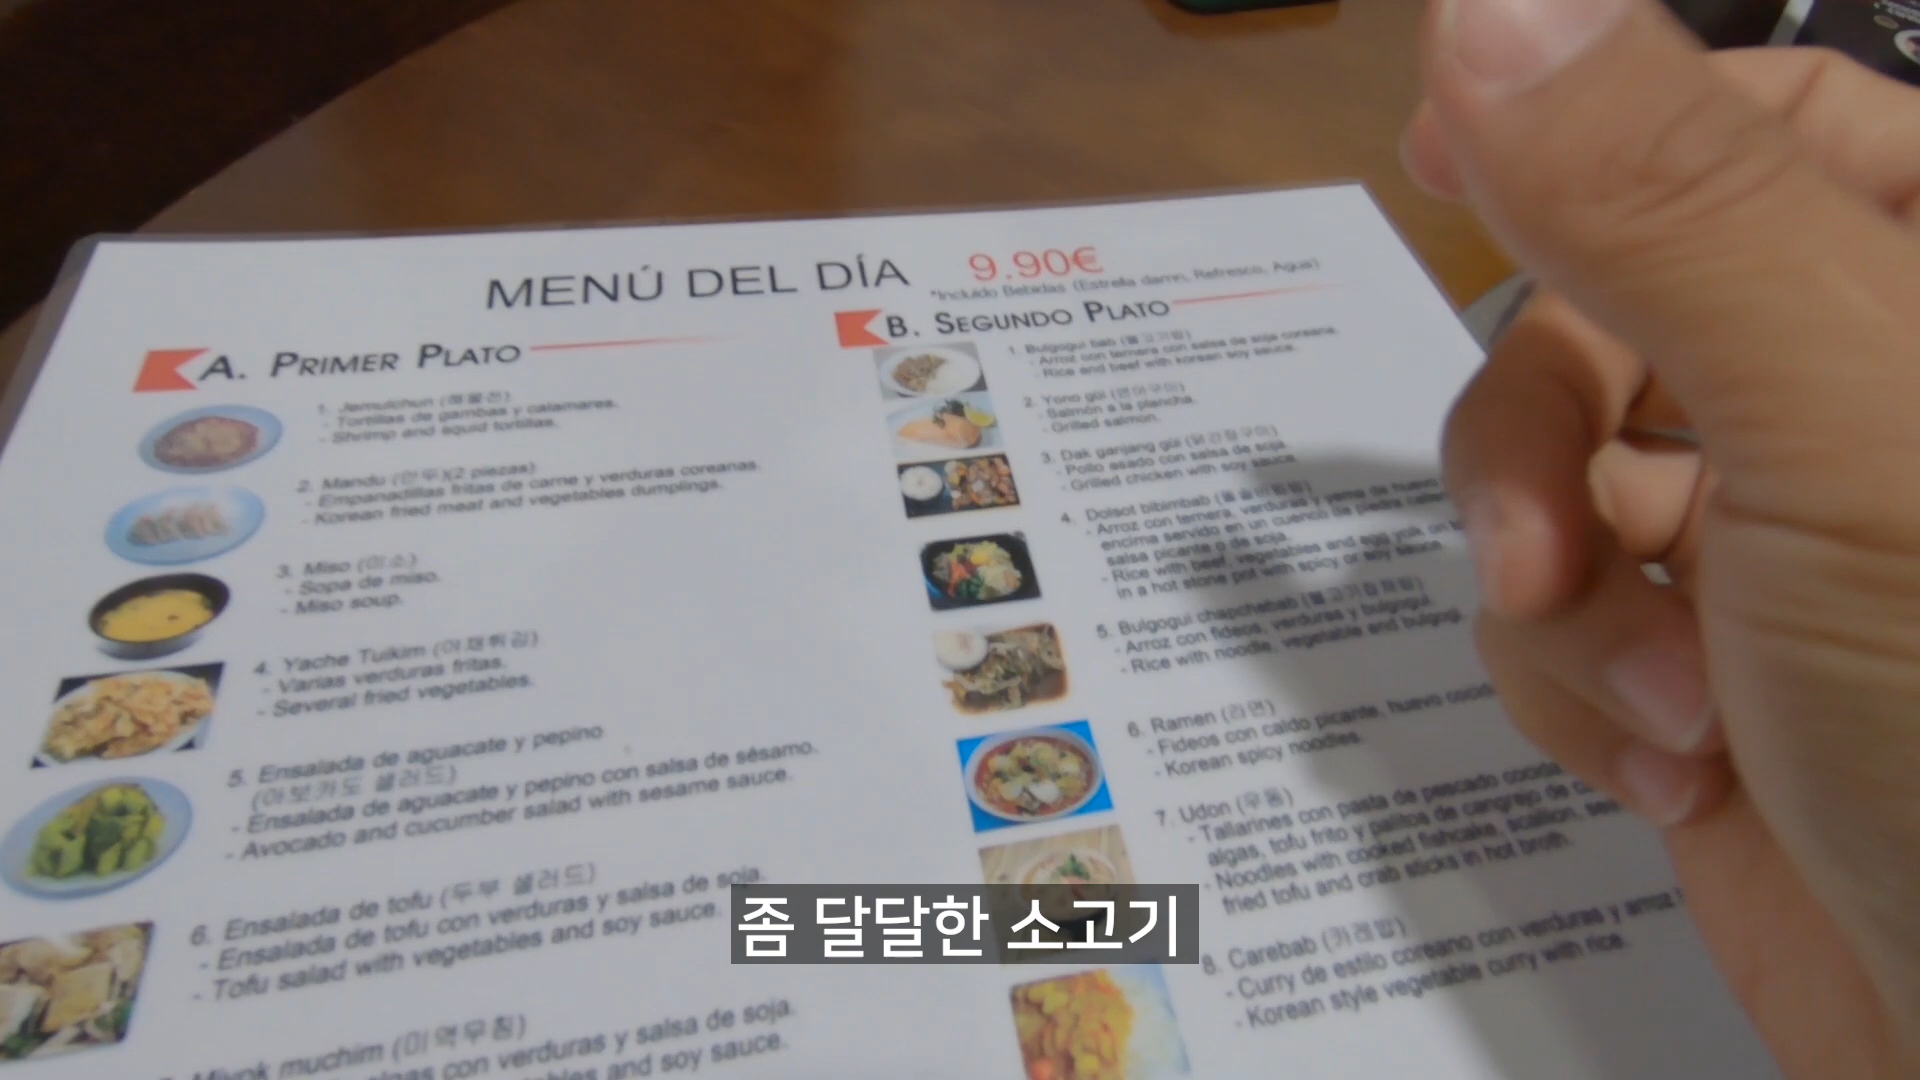 MENÚ DEL DÍA 9.90€
*Incluido Bebidas (Estrella damm, Refresco, Agua)
A. PRIMER PLATO
1. Jemulchun (해물전)
- Tortillas de gambas y calamares.
- Shrimp and squid tortillas.
2. Mandu (만두)(2 piezas)
- Empanadillas fritas de carne y verduras coreanas.
- Korean fried meat and vegetables dumplings.
3. Miso (미소)
- Sopa de miso.
- Miso soup.
4. Yache Tuikim (야채튀김)
- Varias verduras fritas.
- Several fried vegetables.
5. Ensalada de aguacate y pepino
(아보카도 샐러드)
- Ensalada de aguacate y pepino con salsa de sésamo.
- Avocado and cucumber salad with sesame sauce.
6. Ensalada de tofu (두부 샐러드)
- Ensalada de tofu con verduras y salsa de soja.
- Tofu salad with vegetables and soy sauce.
Miyok muchim (미역무침)
algas con verduras y salsa de soja.
and soy sauce.
B. SEGUNDO PLATO
1. Bulgogui bab (불고기밥)
- Arroz con ternera con salsa de soja coreana.
- Rice and beef with korean soy sauce.
2. Yono gui (연어구이)
- Salmón a la plancha.
- Grilled salmon.
3. Dak ganjang gui (닭간장구이)
- Pollo asado con salsa de soja.
- Grilled chicken with soy sauce.
4. Dolsot bibimbab (돌솥비빔밥)
- Arroz con ternera, verduras y yema de huevo
encima servido en un cuenco de piedra
salsa picante o de soja.
- Rice with beef, vegetables and egg yolk on
in a hot stone pot with spicy or soy sauce.
5. Bulgogui chapchebab (불고기잡채밥)
- Arroz con fideos, verduras y bulgogui.
- Rice with noodle, vegetable and bulgogi.
6. Ramen (라면)
- Fideos con caldo picante, huevo
- Korean spicy noodles.
7. Udon (우동)
- Tallarines con pasta de pescado
algas, tofu frito y palitos de cangrejo
- Noodles with cooked fishcake, scallion,
fried tofu and crab sticks in hot broth.
8. Carebab (카레밥)
- Curry de estilo coreano con verduras y arroz
- Korean style vegetable curry with rice.
좀 달달한 소고기